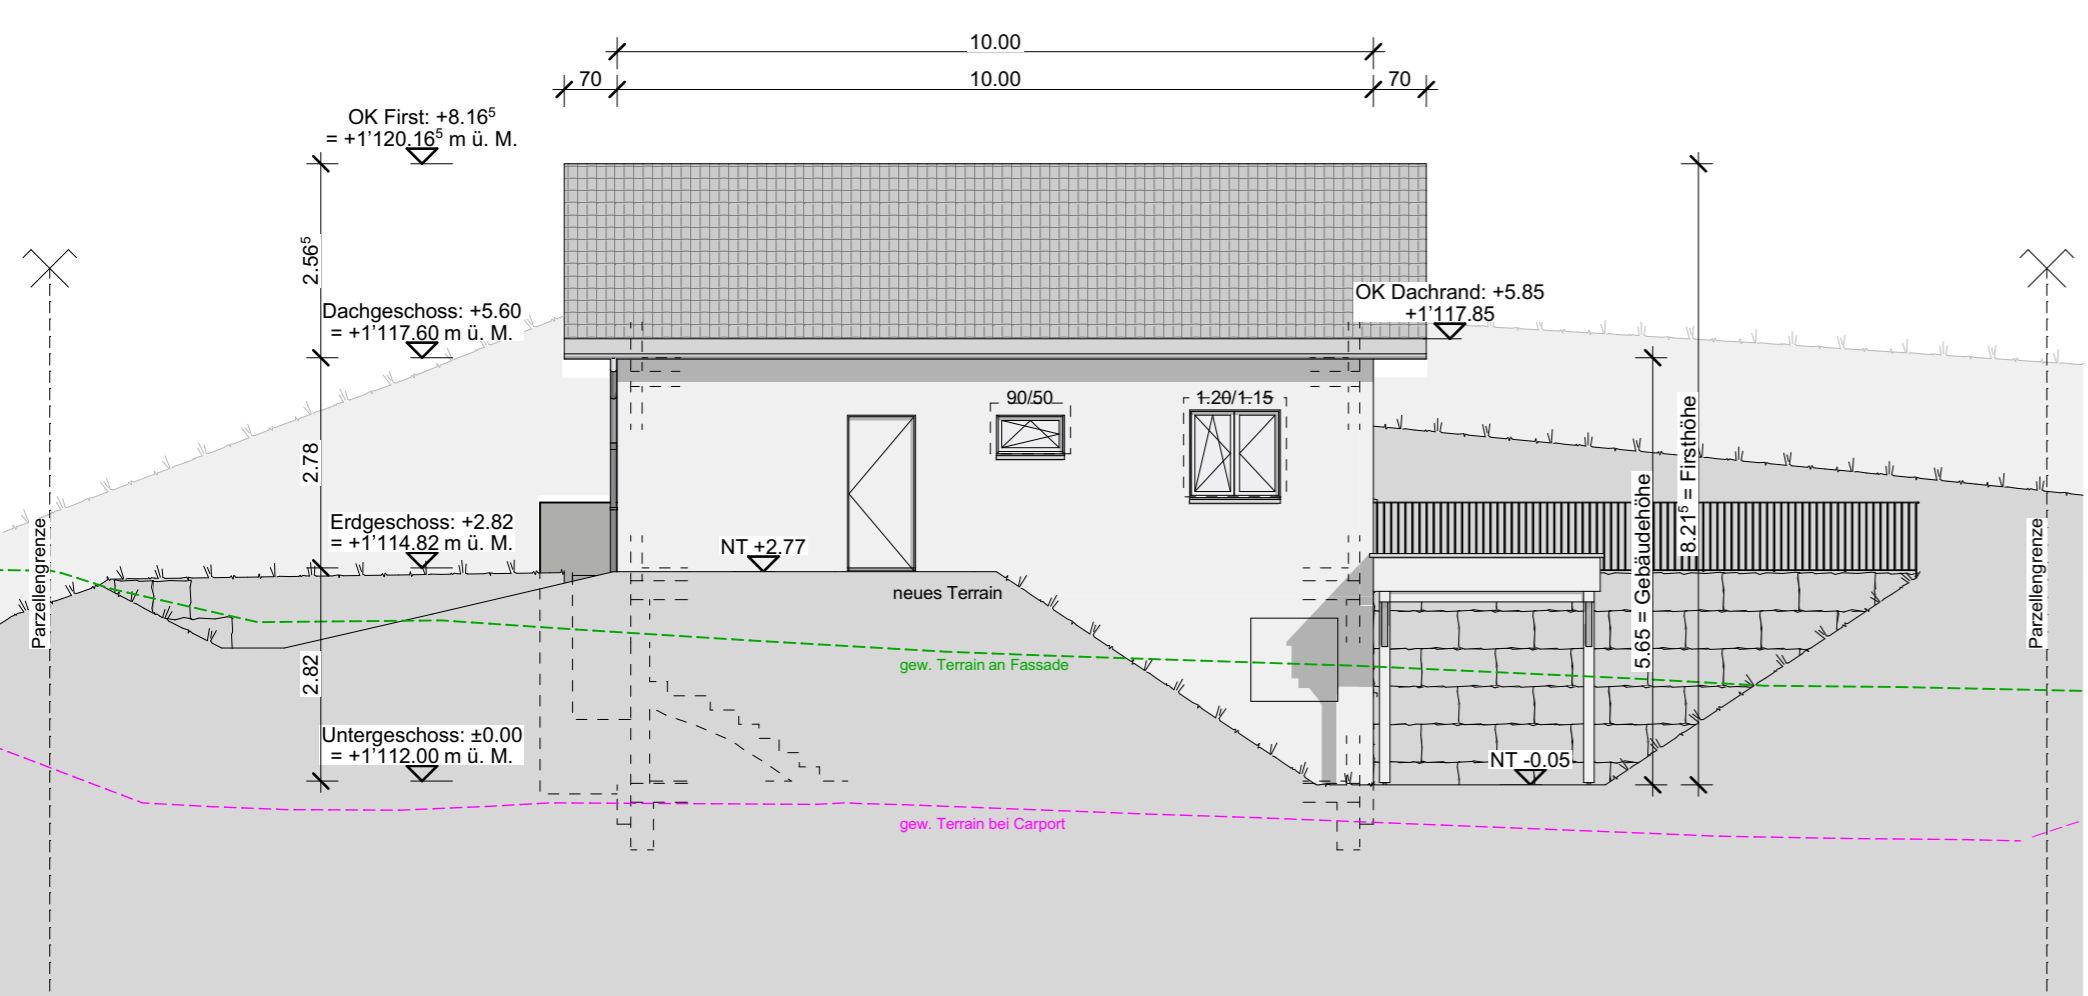 10.00
70
10.00
70
OK First: +8.16⁵
= +1'120.16⁵ m ü. M.
2.56⁵
Dachgeschoss: +5.60
= +1'117.60 m ü. M.
OK Dachrand: +5.85
+1'117.85
90/50
1.20/1.15
2.78
8.21⁵ = Firsthöhe
5.65 = Gebäudehöhe
Parzellengrenze
Erdgeschoss: +2.82
= +1'114.82 m ü. M.
NT +2.77
Parzellengrenze
neues Terrain
gew. Terrain an Fassade
2.82
Untergeschoss: ±0.00
= +1'112.00 m ü. M.
NT -0.05
gew. Terrain bei Carport